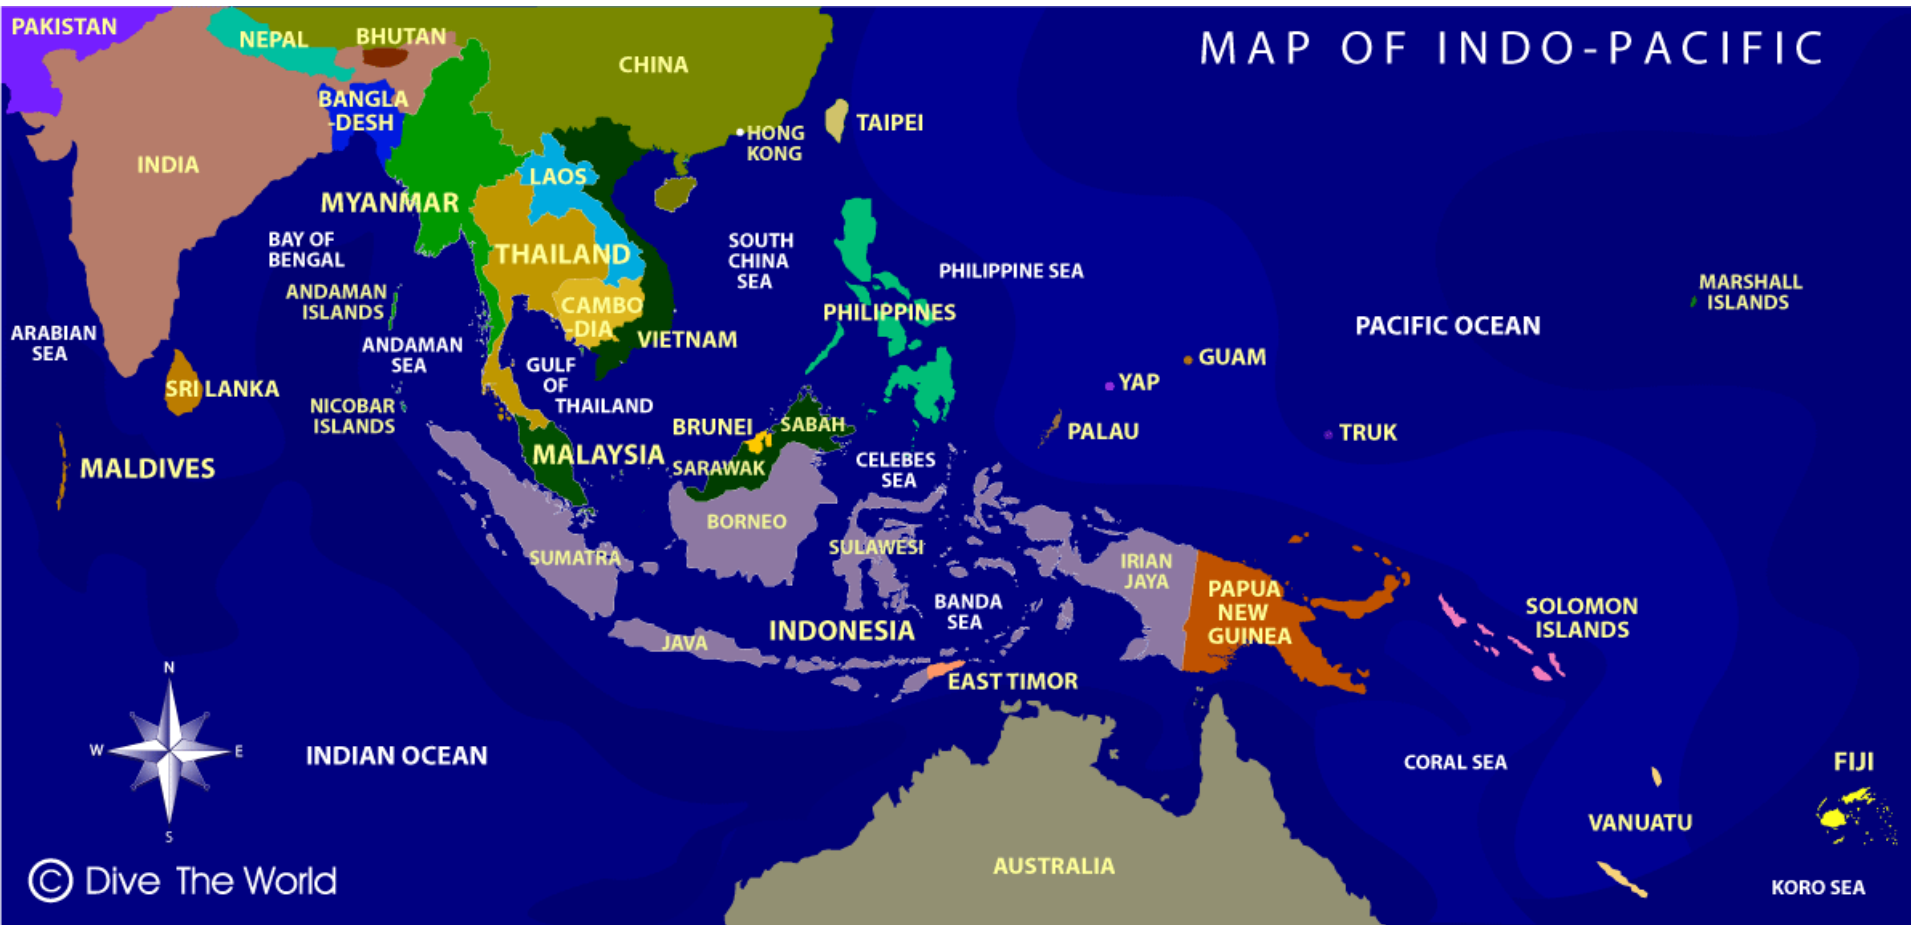 MAP OF INDO-PACIFIC
PAKISTAN
NEPAL
BHUTAN
CHINA
BANGLA
-DESH
HONG
KONG
TAIPEI
INDIA
LAOS
MYANMAR
BAY OF
BENGAL
THAILAND
SOUTH
CHINA
SEA
PHILIPPINE SEA
ANDAMAN
ISLANDS
CAMBO
-DIA
PHILIPPINES
MARSHALL
ISLANDS
PACIFIC OCEAN
ARABIAN
SEA
ANDAMAN
SEA
VIETNAM
GUAM
GULF
OF
THAILAND
YAP
SRI LANKA
NICOBAR
ISLANDS
BRUNEI
SABAH
PALAU
TRUK
MALDIVES
MALAYSIA
SARAWAK
CELEBES
SEA
BORNEO
SUMATRA
SULAWESI
IRIAN
JAYA
PAPUA
NEW
GUINEA
BANDA
SEA
SOLOMON
ISLANDS
JAVA
INDONESIA
EAST TIMOR
N
W
E
S
INDIAN OCEAN
CORAL SEA
FIJI
VANUATU
AUSTRALIA
KORO SEA
© Dive The World